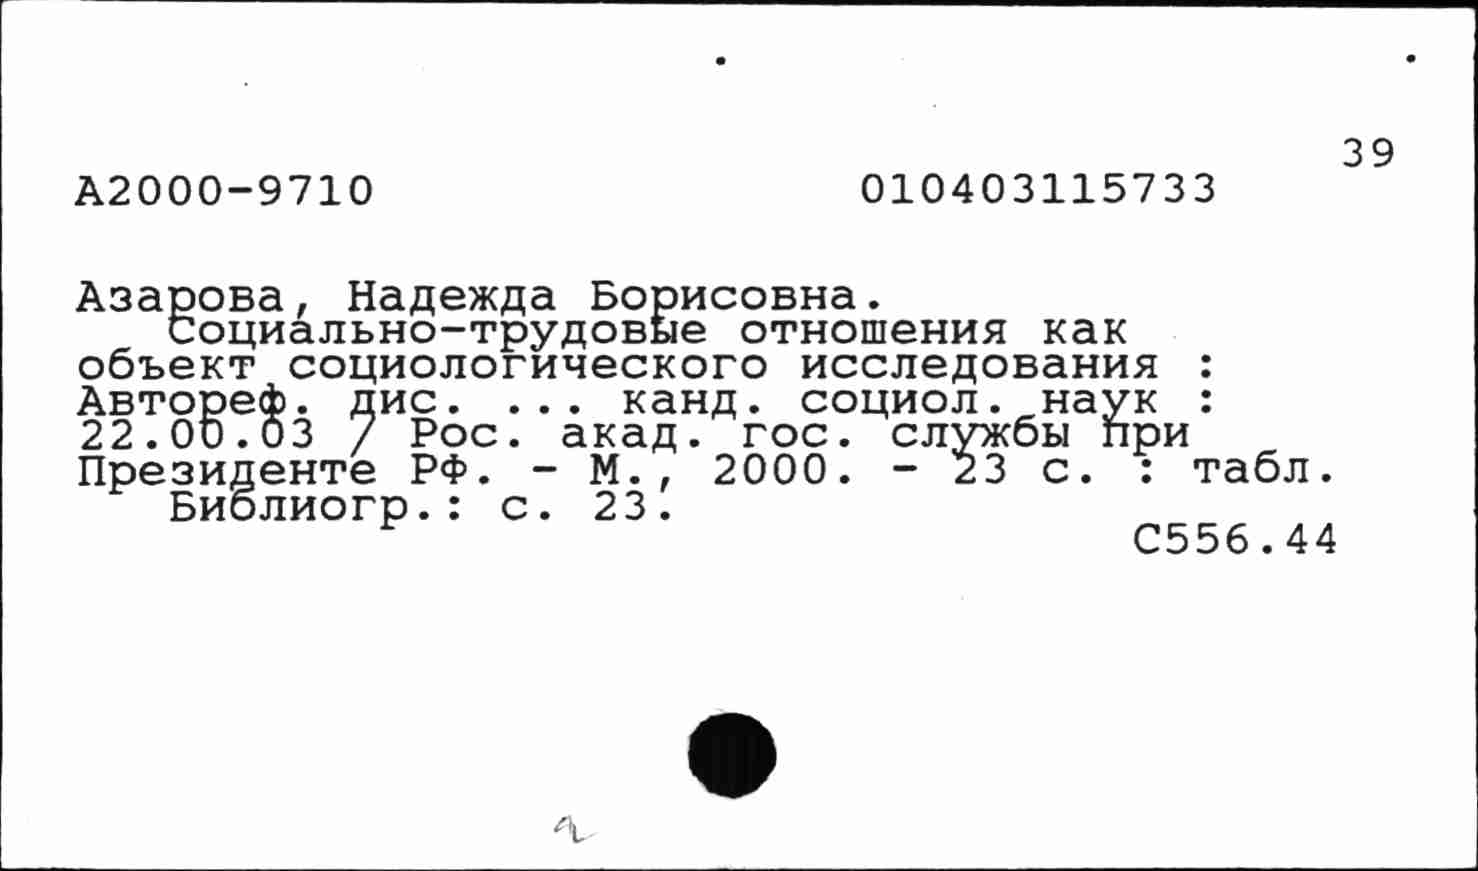 39
А2000-9710 010403115733
Азарова, Надежда Борисовна.
Социально-трудовые отношения как
объект социологического исследования :
Автореф. дис. ... канд. социол. наук :
22.00.03 / Рос. акад. гос. службы при
Президенте РФ. - М., 2000. - 23 с. : табл.
Библиогр.: с. 23.
С556.44